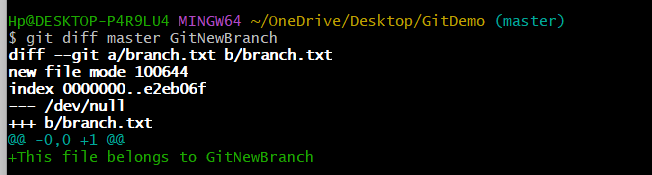 Hp@DESKTOP-P4R9LU4 MINGW64 ~/OneDrive/Desktop/GitDemo (master)
$ git diff master GitNewBranch
diff --git a/branch.txt b/branch.txt
new file mode 100644
index 0000000..e2eb06f
--- /dev/null
+++ b/branch.txt
@@ -0,0 +1 @@
+This file belongs to GitNewBranch